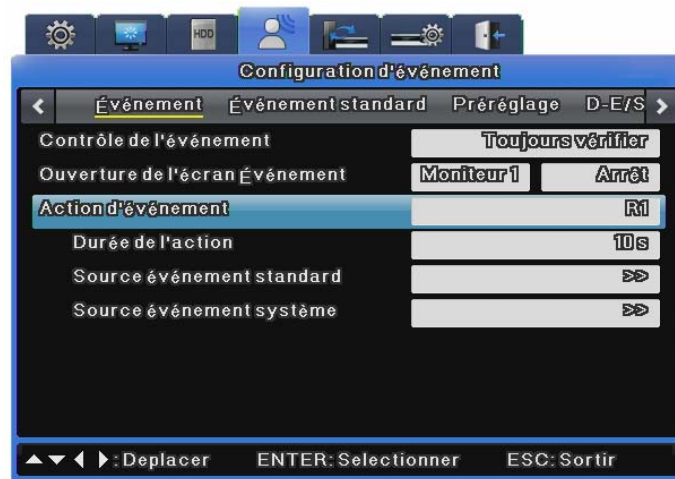 HDD
Configuration d'événement
Événement Événement standard Préréglage D-E/S
Contrôle de l'événement Toujours vérifier
Ouverture de l'écran Événement Moniteur 1 Arrêt
Action d'événement R1
Durée de l'action 10 s
Source événement standard >>
Source événement système >>
:Deplacer ENTER:Selectionner ESC:Sortir